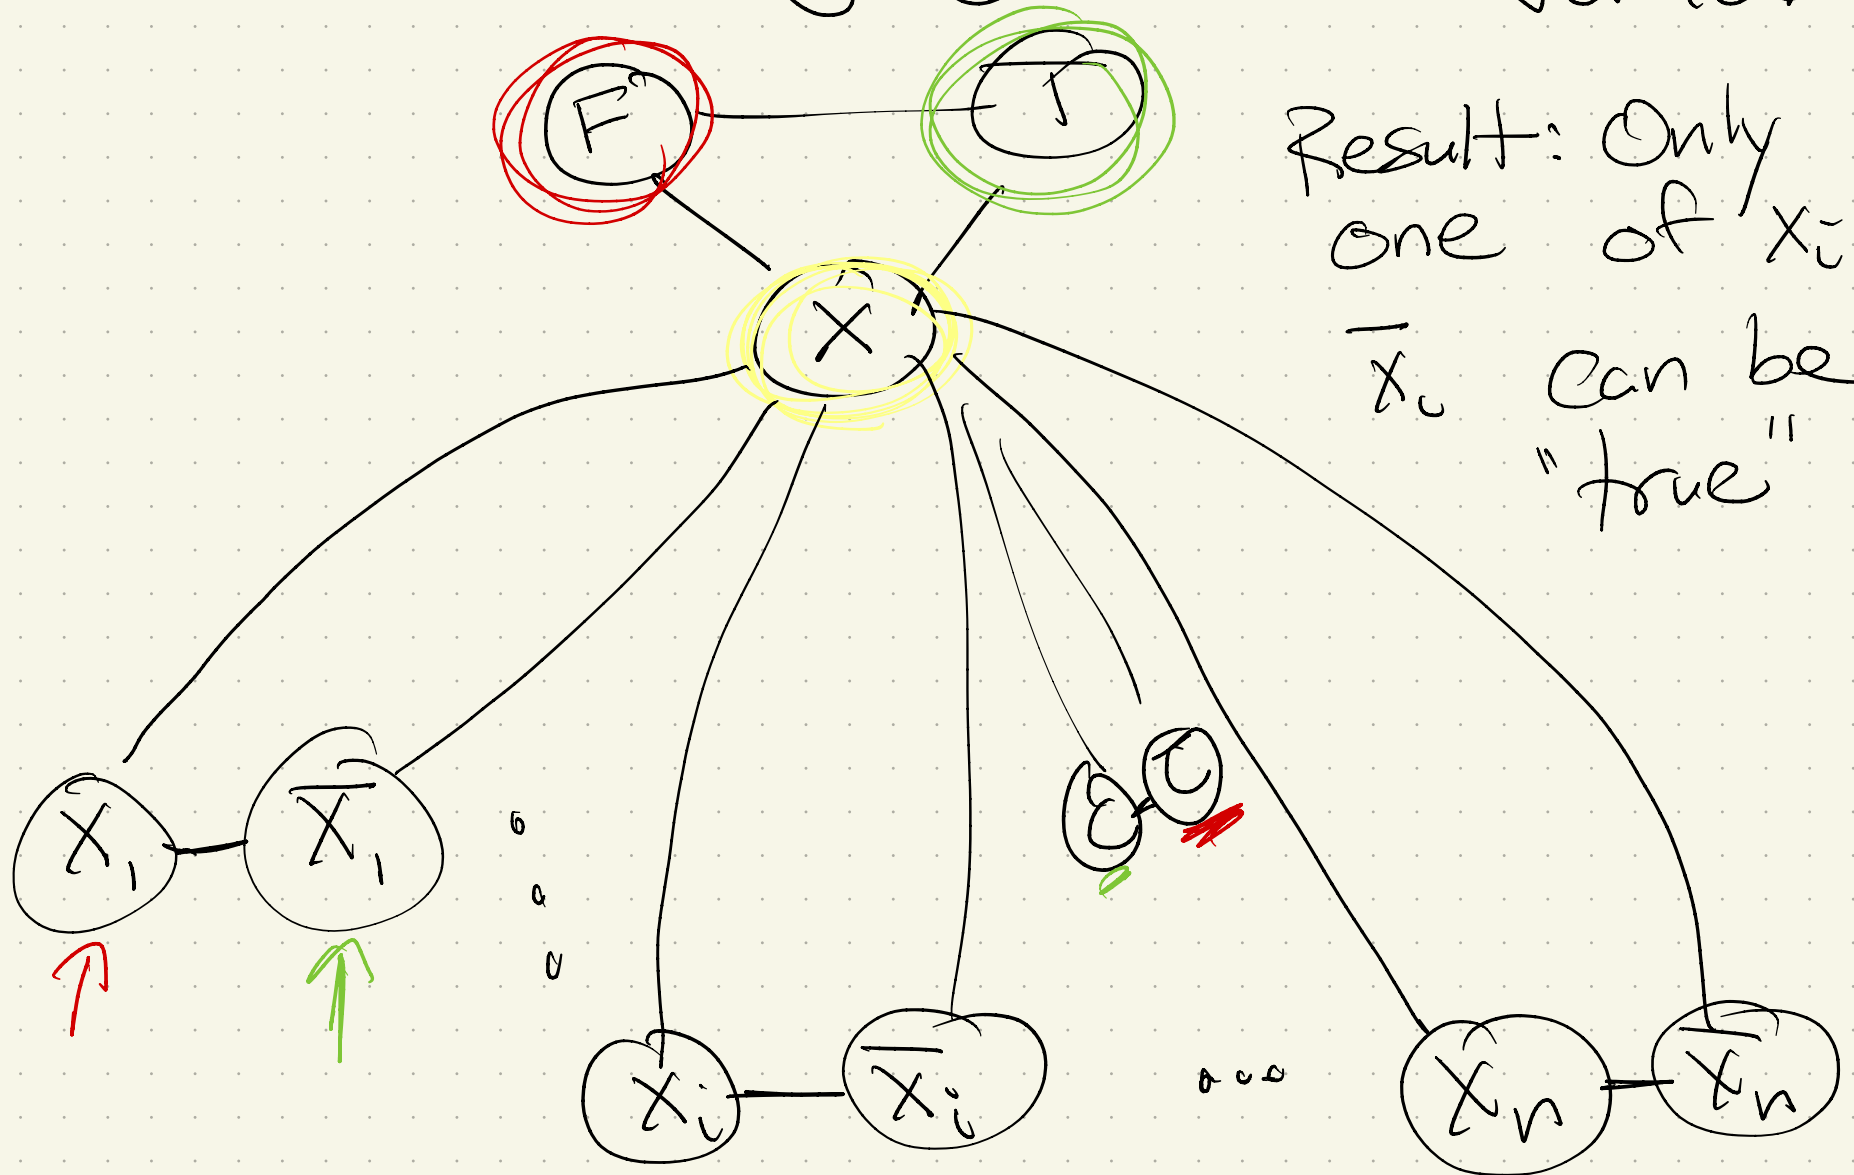 F T
Result: Only
one of xᵢ
X
x̅ᵢ can be
"true"
X₁ X̅₁
C C̅
xᵢ x̅ᵢ ... Xₙ X̅ₙ